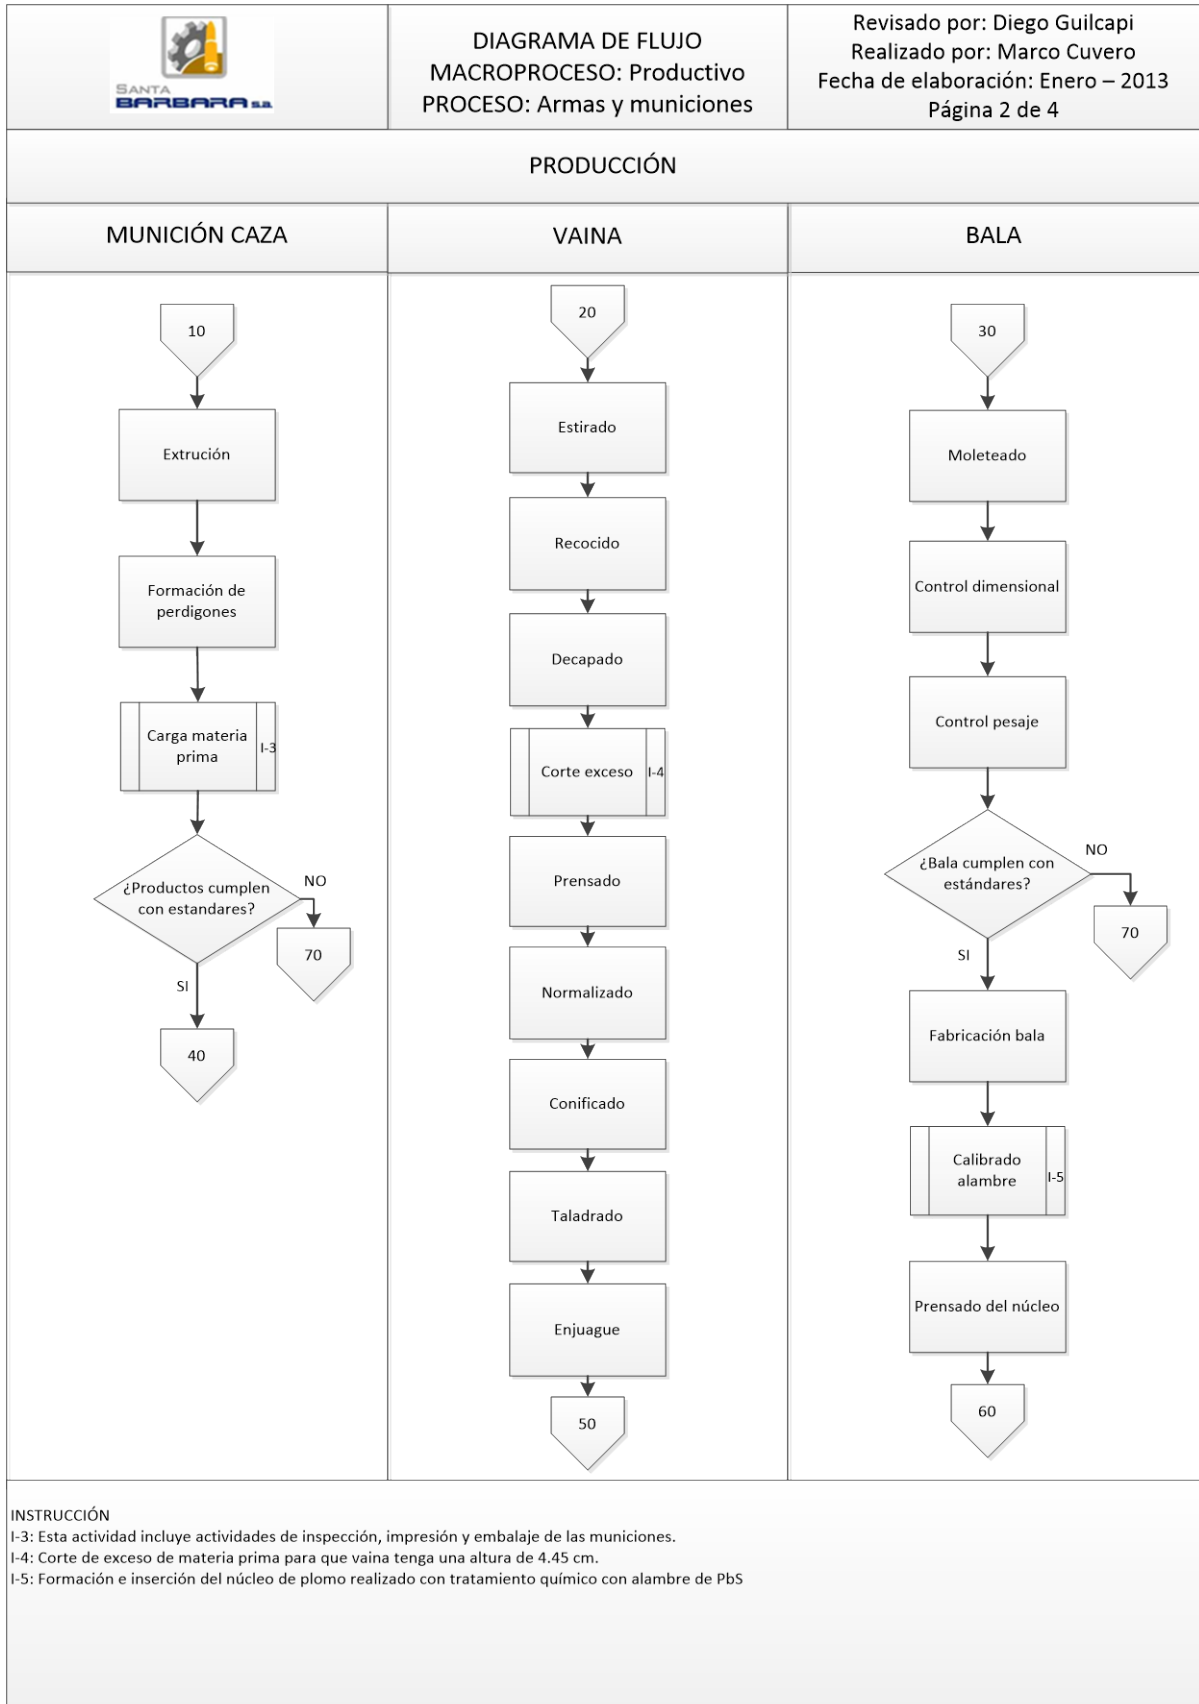 SANTA
BARBARA s.a.
DIAGRAMA DE FLUJO
MACROPROCESO: Productivo
PROCESO: Armas y municiones
Revisado por: Diego Guilcapi
Realizado por: Marco Cuvero
Fecha de elaboración: Enero – 2013
Página 2 de 4
PRODUCCIÓN
MUNICIÓN CAZA
VAINA
BALA
10
Extrución
Formación de
perdigones
Carga materia
prima
I-3
¿Productos cumplen
con estandares?
NO
70
SI
40
20
Estirado
Recocido
Decapado
Corte exceso
I-4
Prensado
Normalizado
Conificado
Taladrado
Enjuague
50
30
Moleteado
Control dimensional
Control pesaje
¿Bala cumplen con
estándares?
NO
70
SI
Fabricación bala
Calibrado
alambre
I-5
Prensado del núcleo
60
INSTRUCCIÓN
I-3: Esta actividad incluye actividades de inspección, impresión y embalaje de las municiones.
I-4: Corte de exceso de materia prima para que vaina tenga una altura de 4.45 cm.
I-5: Formación e inserción del núcleo de plomo realizado con tratamiento químico con alambre de PbS